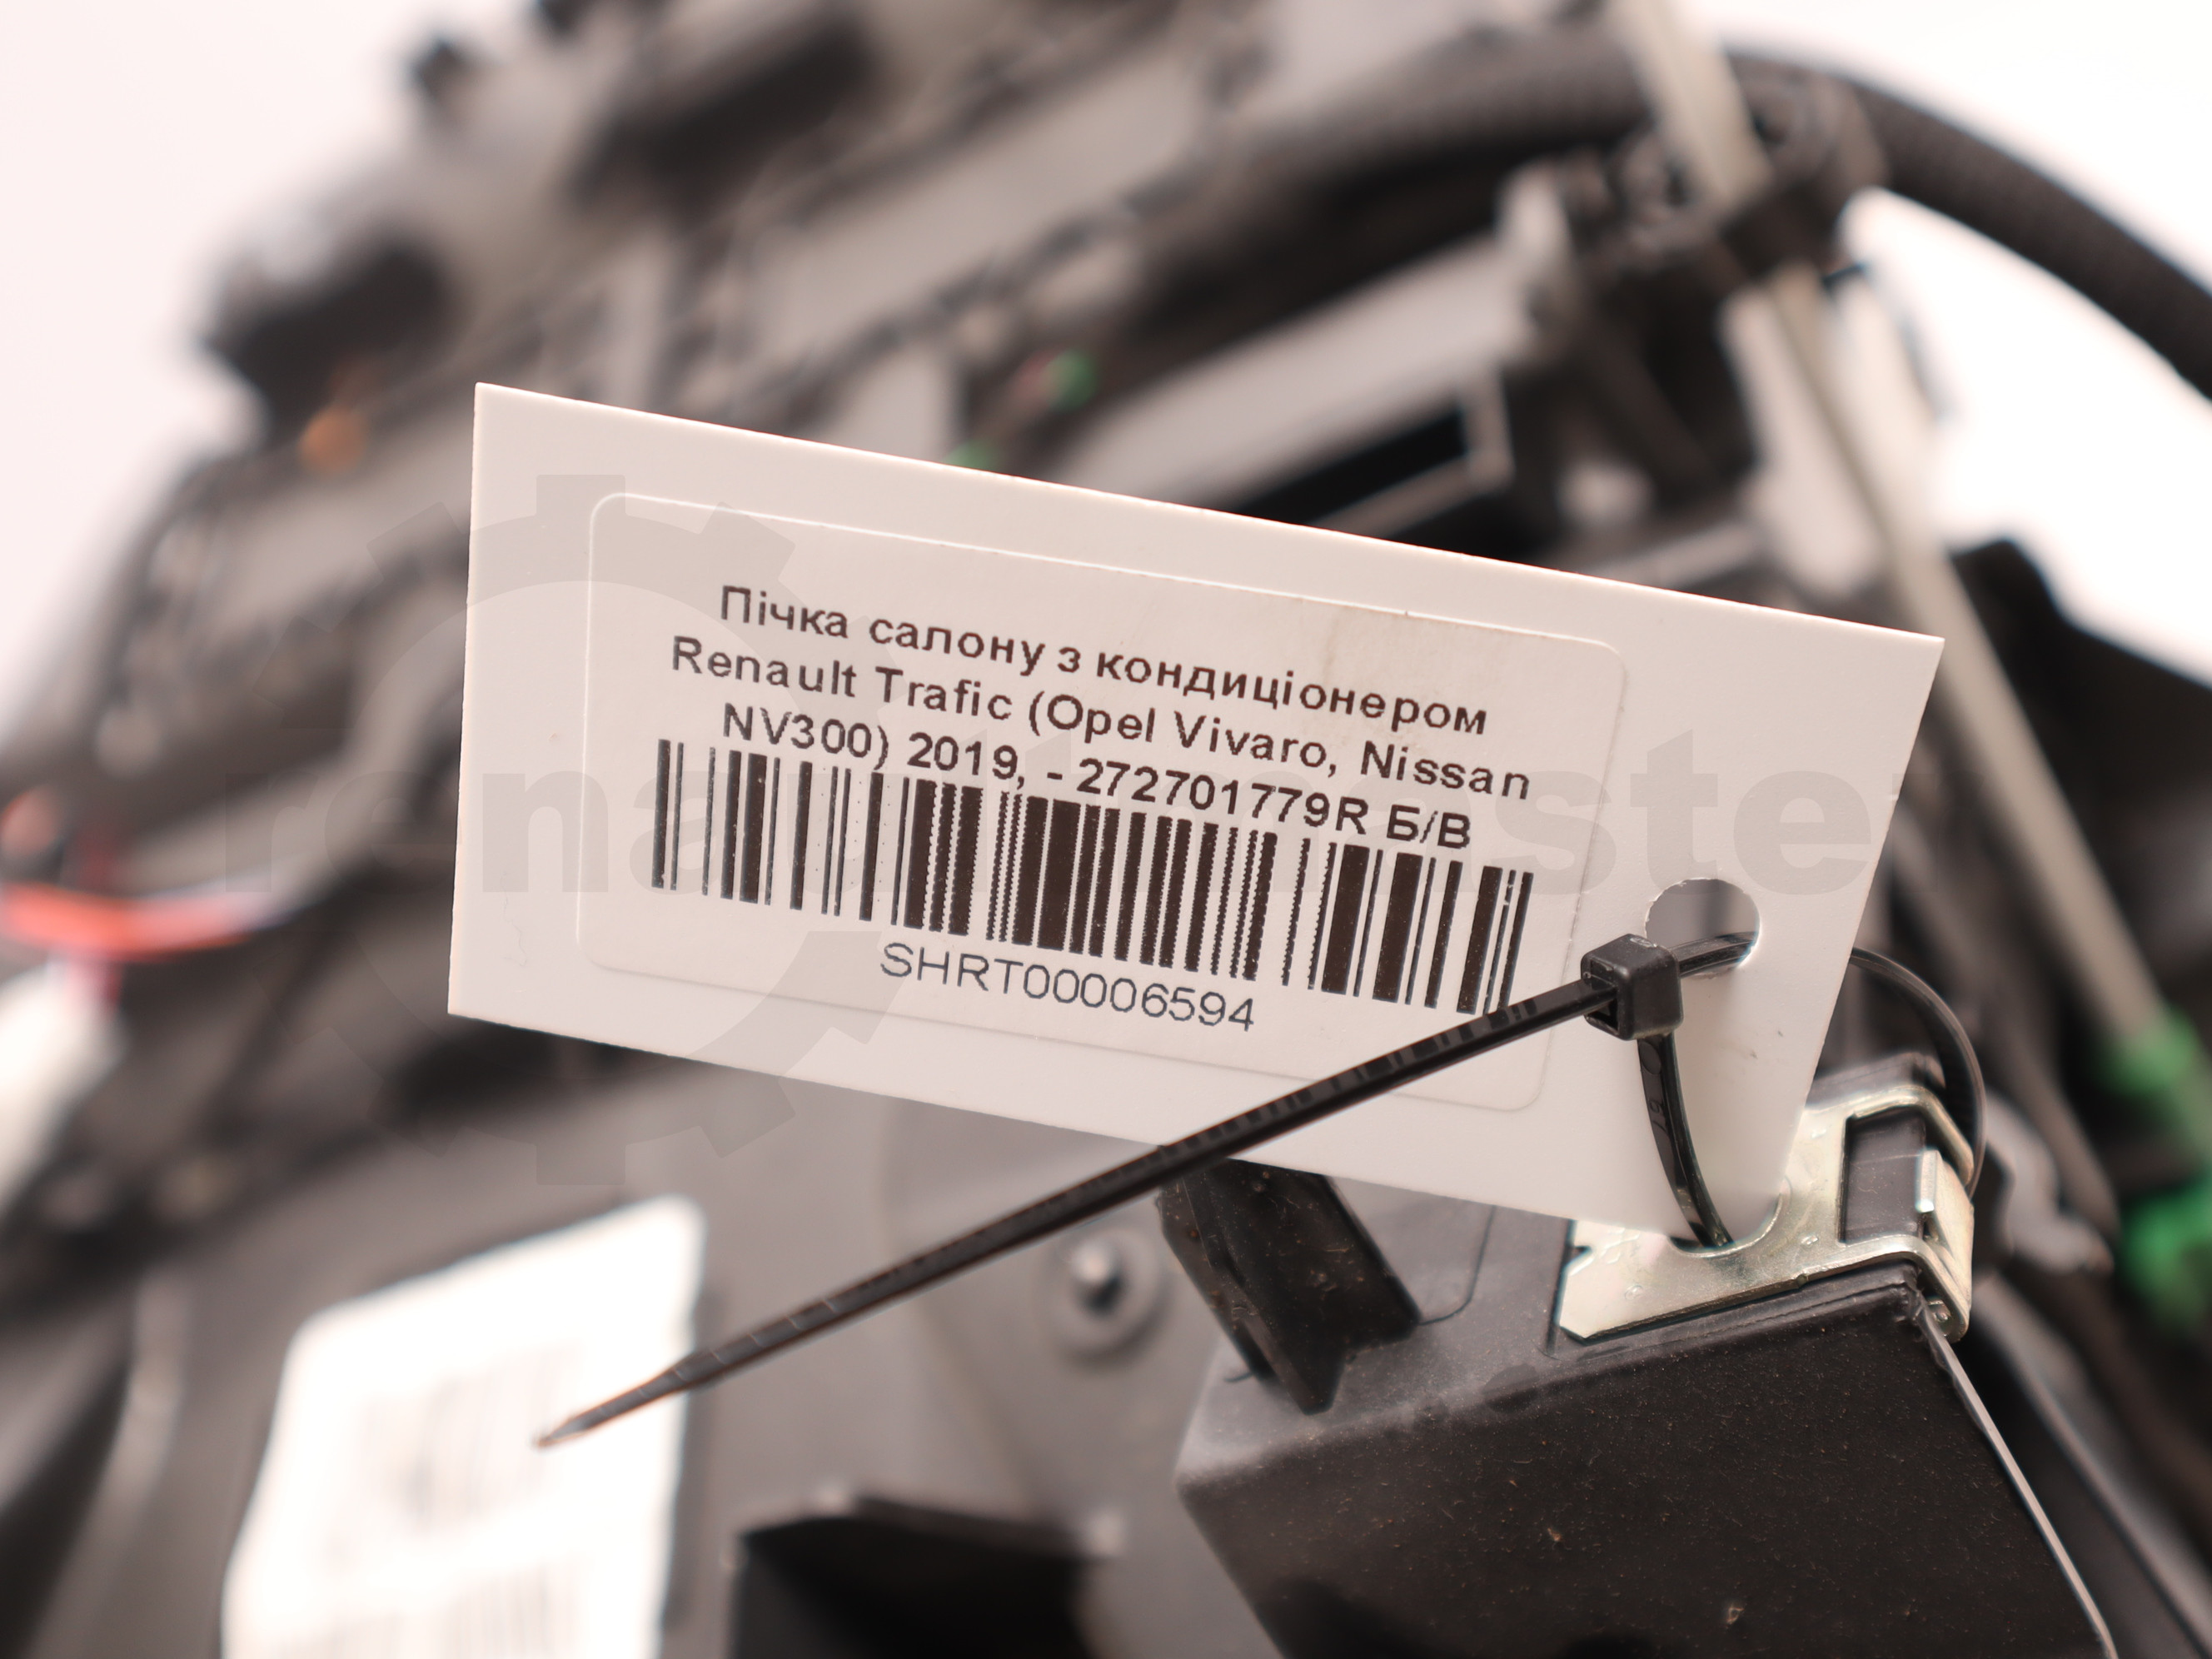 Пічка салону з кондиціонером
Renault Trafic (Opel Vivaro, Nissan
NV300) 2019, - 272701779R Б/В
SHRT00006594